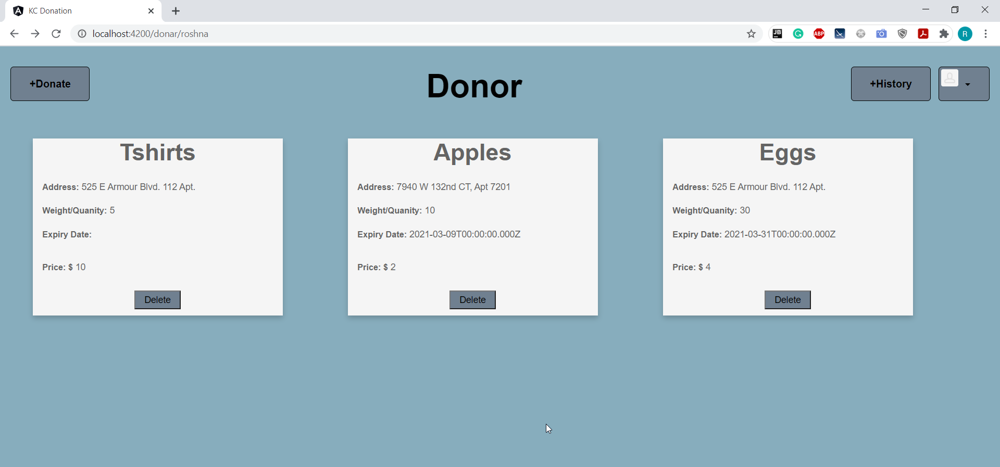 KC Donation
localhost:4200/donar/roshna
JB
ABP
R
+Donate
Donor
+History
Tshirts
Address: 525 E Armour Blvd. 112 Apt.
Weight/Quanity: 5
Expiry Date:
Price: $ 10
Delete
Apples
Address: 7940 W 132nd CT, Apt 7201
Weight/Quanity: 10
Expiry Date: 2021-03-09T00:00:00.000Z
Price: $ 2
Delete
Eggs
Address: 525 E Armour Blvd. 112 Apt.
Weight/Quanity: 30
Expiry Date: 2021-03-31T00:00:00.000Z
Price: $ 4
Delete